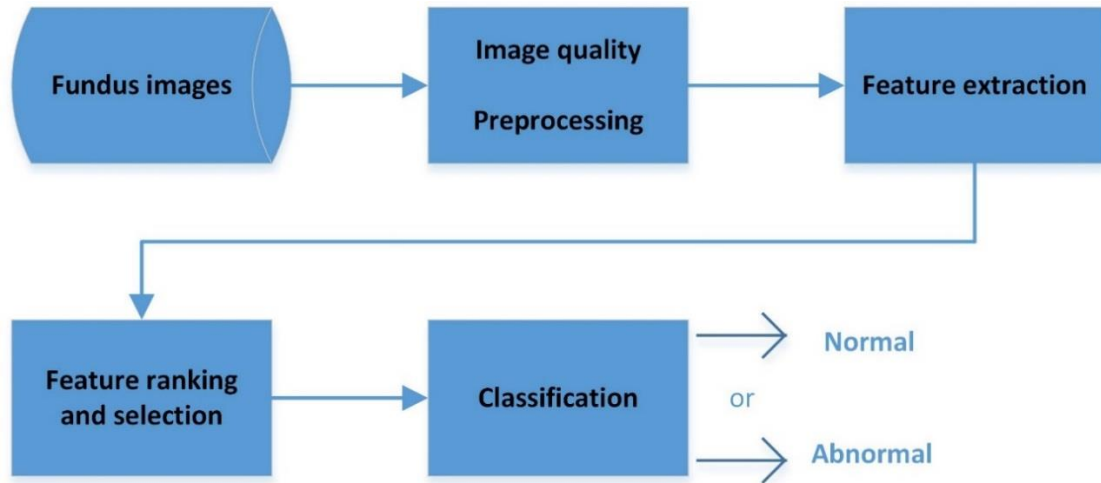 Fundus images
Image quality
Preprocessing
Feature extraction
Feature ranking
and selection
Classification
Normal
or
Abnormal